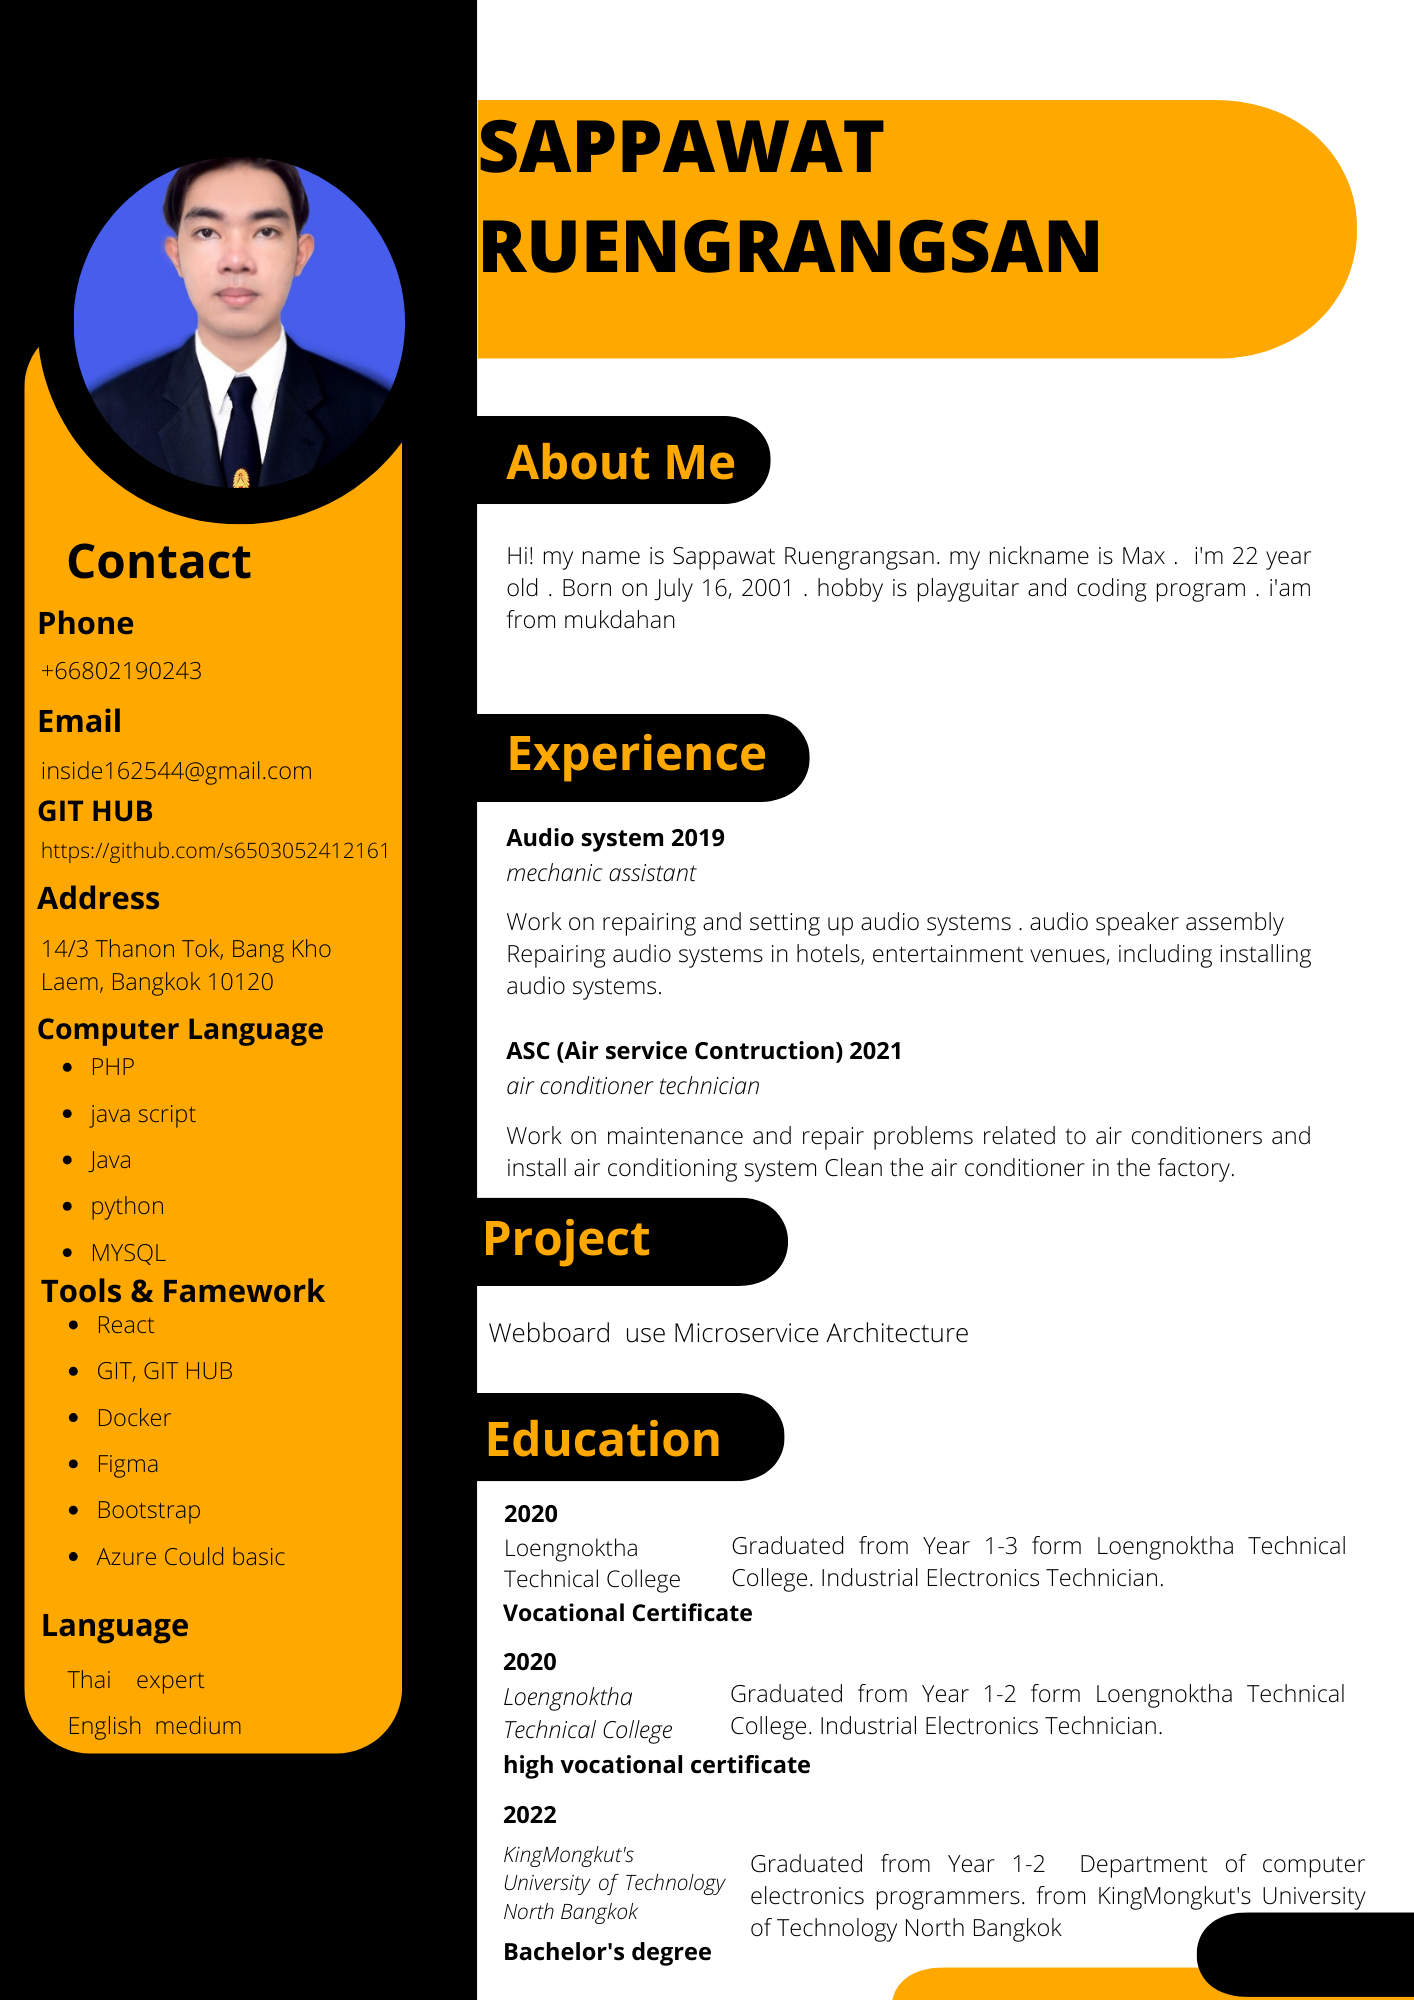 SAPPAWAT
RUENGRANGSAN
Contact
Phone
+66802190243
Email
inside162544@gmail.com
GIT HUB
https://github.com/s6503052412161
Address
14/3 Thanon Tok, Bang Kho
Laem, Bangkok 10120
Computer Language
• PHP
• java script
• Java
• python
• MYSQL
Tools & Famework
• React
• GIT, GIT HUB
• Docker
• Figma
• Bootstrap
• Azure Could basic
Language
Thai expert
English medium
About Me
Hi! my name is Sappawat Ruengrangsan. my nickname is Max . i'm 22 year
old . Born on July 16, 2001 . hobby is playguitar and coding program . i'am
from mukdahan
Experience
Audio system 2019
mechanic assistant
Work on repairing and setting up audio systems . audio speaker assembly
Repairing audio systems in hotels, entertainment venues, including installing
audio systems.
ASC (Air service Contruction) 2021
air conditioner technician
Work on maintenance and repair problems related to air conditioners and
install air conditioning system Clean the air conditioner in the factory.
Project
Webboard use Microservice Architecture
Education
2020
Loengnoktha
Technical College
Vocational Certificate
Graduated from Year 1-3 form Loengnoktha Technical
College. Industrial Electronics Technician.
2020
Loengnoktha
Technical College
high vocational certificate
Graduated from Year 1-2 form Loengnoktha Technical
College. Industrial Electronics Technician.
2022
KingMongkut's
University of Technology
North Bangkok
Bachelor's degree
Graduated from Year 1-2 Department of computer
electronics programmers. from KingMongkut's University
of Technology North Bangkok